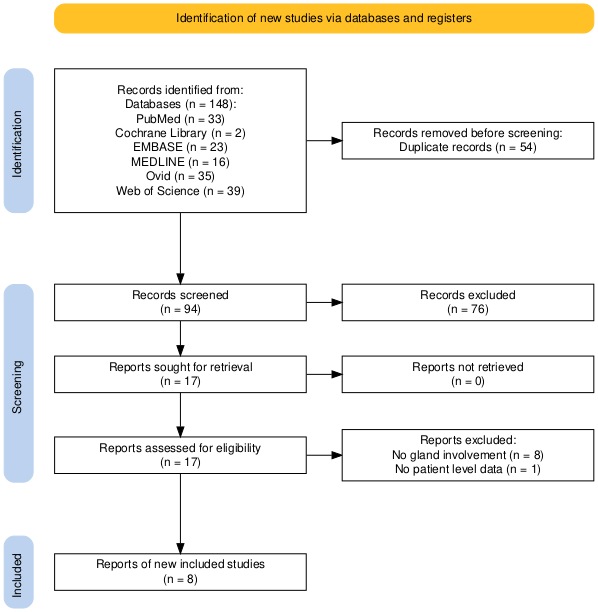 Identification of new studies via databases and registers
Identification
Records identified from:
Databases (n = 148):
PubMed (n = 33)
Cochrane Library (n = 2)
EMBASE (n = 23)
MEDLINE (n = 16)
Ovid (n = 35)
Web of Science (n = 39)
Records removed before screening:
Duplicate records (n = 54)
Screening
Records screened
(n = 94)
Records excluded
(n = 76)
Reports sought for retrieval
(n = 17)
Reports not retrieved
(n = 0)
Reports assessed for eligibility
(n = 17)
Reports excluded:
No gland involvement (n = 8)
No patient level data (n = 1)
Included
Reports of new included studies
(n = 8)